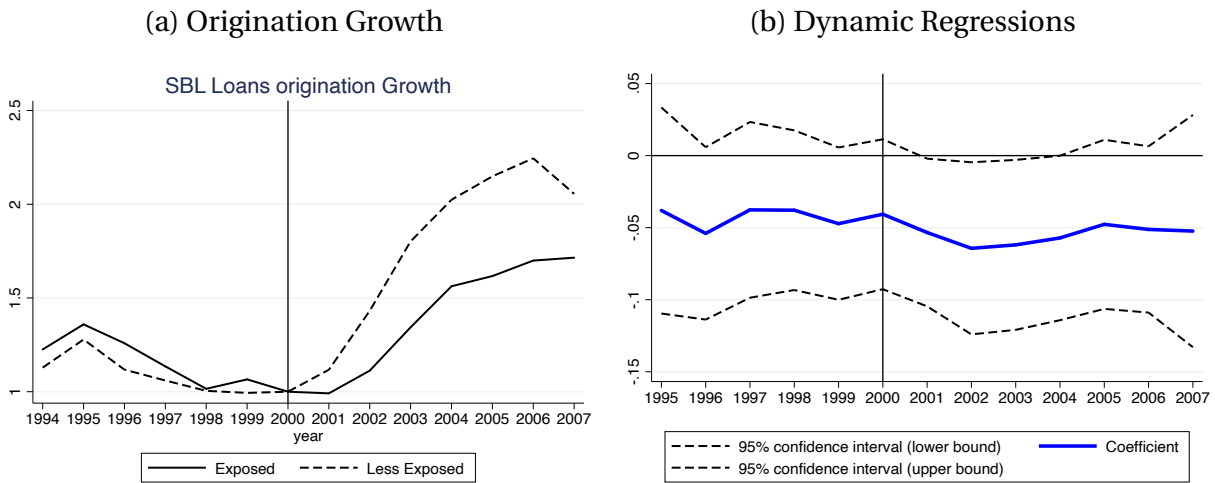 (a) Origination Growth
SBL Loans origination Growth
2.5
2
1.5
1
1994 1995 1996 1997 1998 1999 2000 2001 2002 2003 2004 2005 2006 2007
year
Exposed Less Exposed
(b) Dynamic Regressions
.05
0
-.05
-.1
-.15
1995 1996 1997 1998 1999 2000 2001 2002 2003 2004 2005 2006 2007
95% confidence interval (lower bound) Coefficient
95% confidence interval (upper bound)